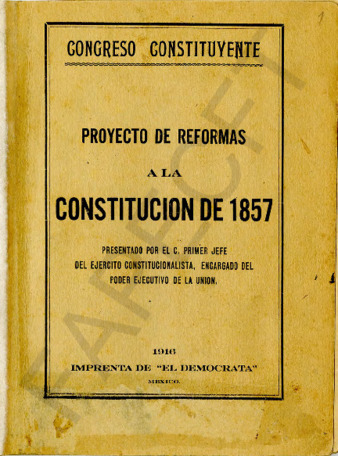 1
CONGRESO CONSTITUYENTE
PROYECTO DE REFORMAS
A LA
CONSTITUCION DE 1857
PRESENTADO POR EL C. PRIMER JEFE
DEL EJERCITO CONSTITUCIONALISTA, ENCARGADO DEL
PODER EJECUTIVO DE LA UNION.
1916
IMPRENTA DE "EL DEMOCRATA"
MEXICO.